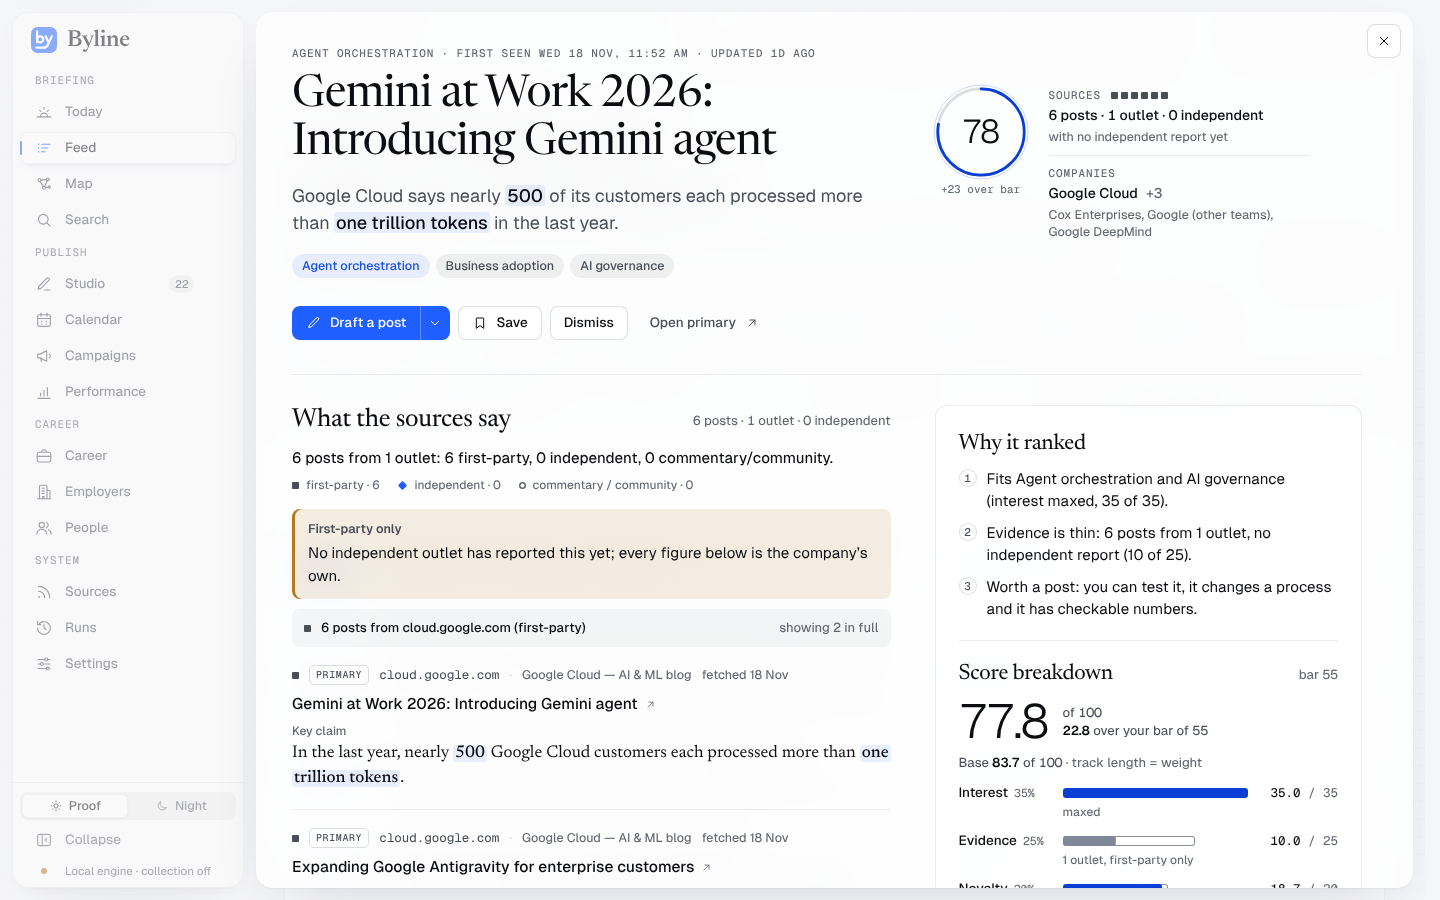 by Byline
BRIEFING
Today
Feed
Map
Search
PUBLISH
Studio 22
Calendar
Campaigns
Performance
CAREER
Career
Employers
People
SYSTEM
Sources
Runs
Settings
Proof Night
Collapse
Local engine · collection off
AGENT ORCHESTRATION · FIRST SEEN WED 18 NOV, 11:52 AM · UPDATED 1D AGO
Gemini at Work 2026:
Introducing Gemini agent
Google Cloud says nearly 500 of its customers each processed more
than one trillion tokens in the last year.
Agent orchestration Business adoption AI governance
Draft a post Save Dismiss Open primary
78
+23 over bar
SOURCES
6 posts · 1 outlet · 0 independent
with no independent report yet
COMPANIES
Google Cloud +3
Cox Enterprises, Google (other teams),
Google DeepMind
What the sources say 6 posts · 1 outlet · 0 independent
6 posts from 1 outlet: 6 first-party, 0 independent, 0 commentary/community.
first-party · 6 independent · 0 commentary / community · 0
First-party only
No independent outlet has reported this yet; every figure below is the company's
own.
6 posts from cloud.google.com (first-party) showing 2 in full
PRIMARY cloud.google.com · Google Cloud — AI & ML blog fetched 18 Nov
Gemini at Work 2026: Introducing Gemini agent
Key claim
In the last year, nearly 500 Google Cloud customers each processed more than one
trillion tokens.
PRIMARY cloud.google.com · Google Cloud — AI & ML blog fetched 18 Nov
Expanding Google Antigravity for enterprise customers
Why it ranked
1 Fits Agent orchestration and AI governance
(interest maxed, 35 of 35).
2 Evidence is thin: 6 posts from 1 outlet, no
independent report (10 of 25).
3 Worth a post: you can test it, it changes a process
and it has checkable numbers.
Score breakdown bar 55
77.8 of 100
22.8 over your bar of 55
Base 83.7 of 100 · track length = weight
Interest 35% 35.0 / 35
maxed
Evidence 25% 10.0 / 25
1 outlet, first-party only
Novelty 20% 18.7 / 20